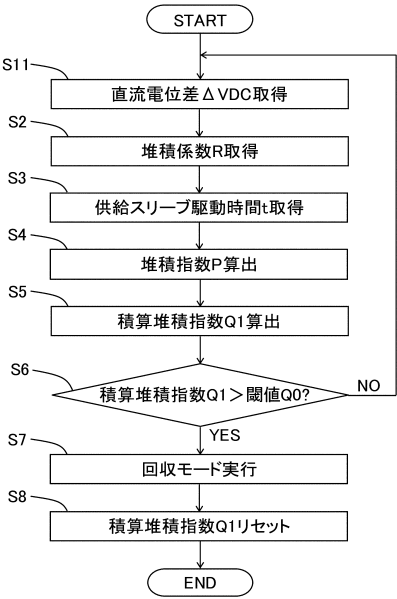 START
S11
直流電位差ΔVDC取得
S2
堆積係数R取得
S3
供給スリーブ駆動時間t取得
S4
堆積指数P算出
S5
積算堆積指数Q1算出
S6
積算堆積指数Q1＞閾値Q0?
NO
YES
S7
回収モード実行
S8
積算堆積指数Q1リセット
END